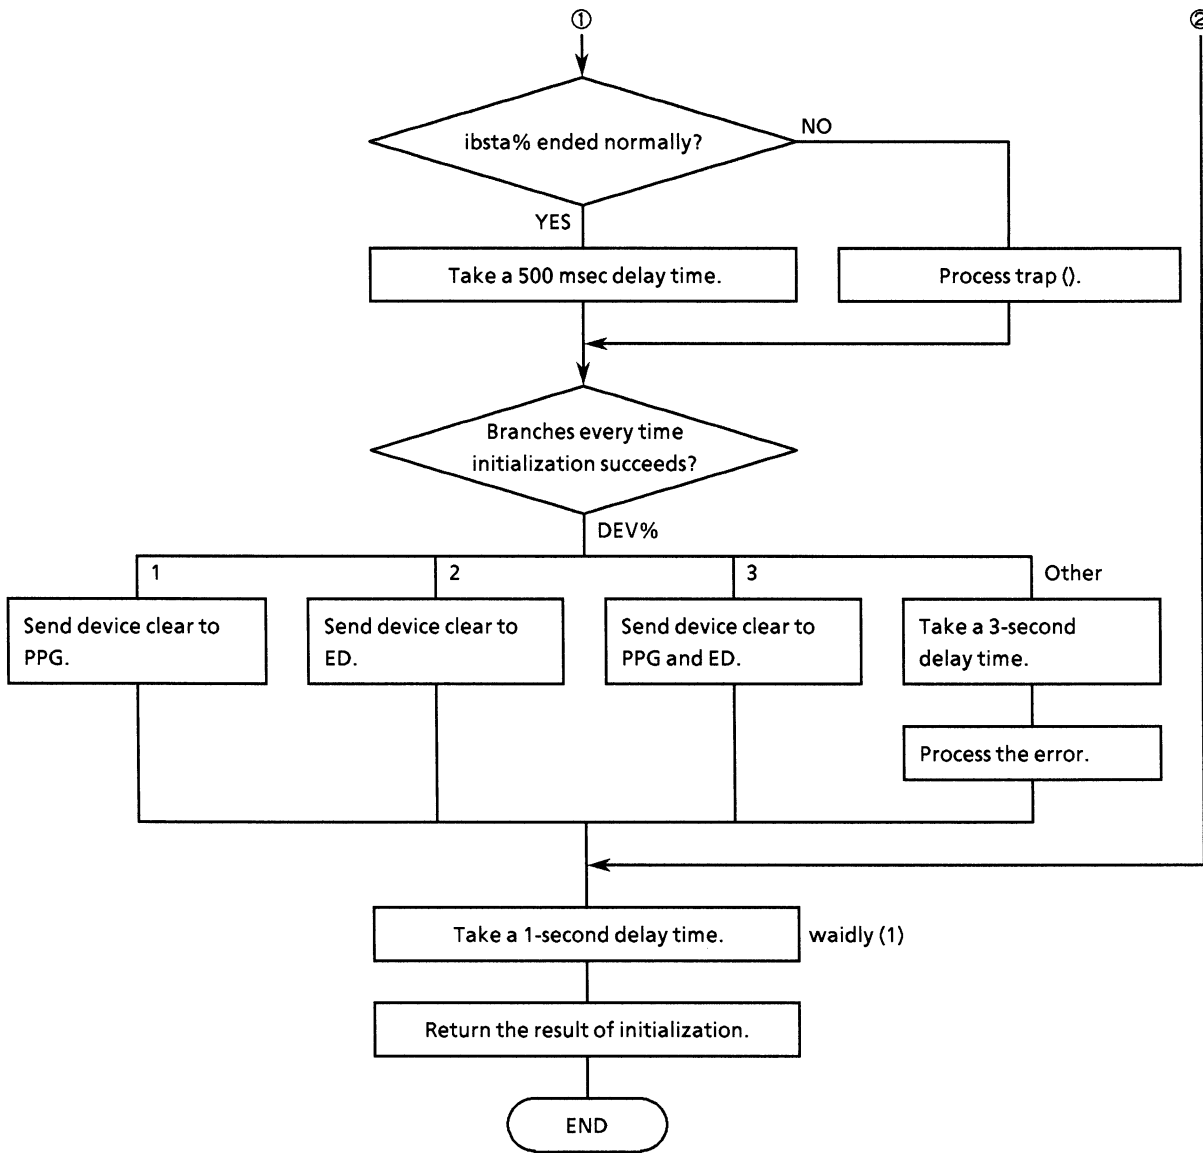 ①
②
ibsta% ended normally?
NO
YES
Take a 500 msec delay time.
Process trap ().
Branches every time
initialization succeeds?
DEV%
1
2
3
Other
Send device clear to
PPG.
Send device clear to
ED.
Send device clear to
PPG and ED.
Take a 3-second
delay time.
Process the error.
Take a 1-second delay time.
waidly (1)
Return the result of initialization.
END